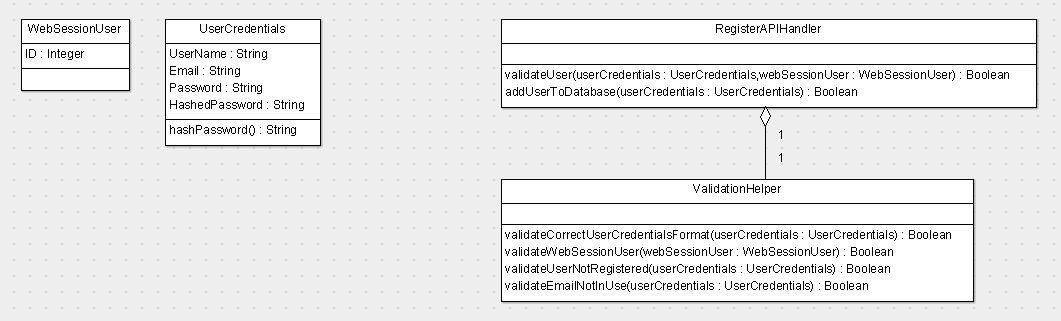 WebSessionUser
ID : Integer
UserCredentials
UserName : String
Email : String
Password : String
HashedPassword : String
hashPassword() : String
RegisterAPIHandler
validateUser(userCredentials : UserCredentials,webSessionUser : WebSessionUser) : Boolean
addUserToDatabase(userCredentials : UserCredentials) : Boolean
1
1
ValidationHelper
validateCorrectUserCredentialsFormat(userCredentials : UserCredentials) : Boolean
validateWebSessionUser(webSessionUser : WebSessionUser) : Boolean
validateUserNotRegistered(userCredentials : UserCredentials) : Boolean
validateEmailNotInUse(userCredentials : UserCredentials) : Boolean